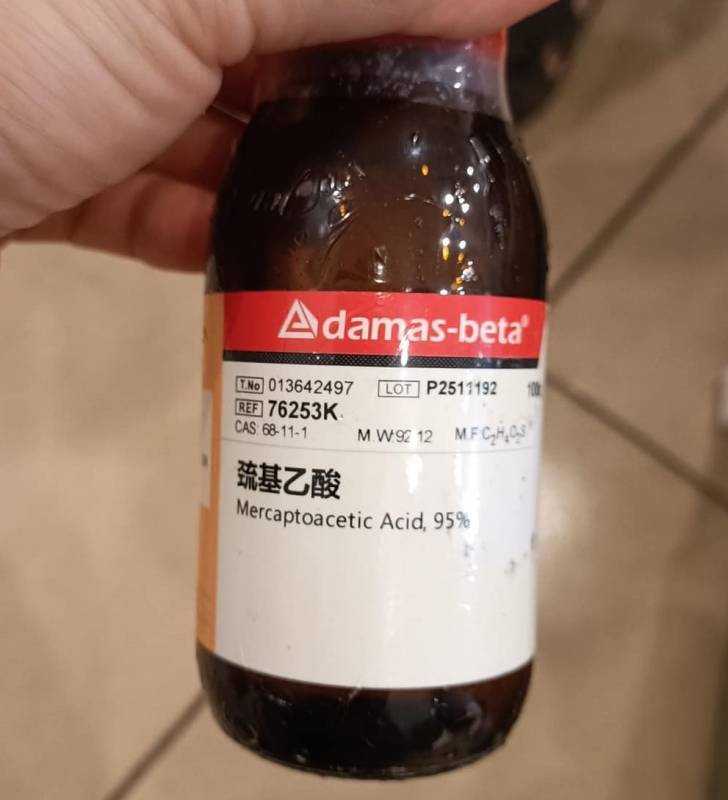 damas-beta®
T.No 013642497 LOT P2511192
REF 76253K
CAS: 68-11-1 M.W:92.12 M.F:C₂H₄O₂S
巯基乙酸
Mercaptoacetic Acid, 95%